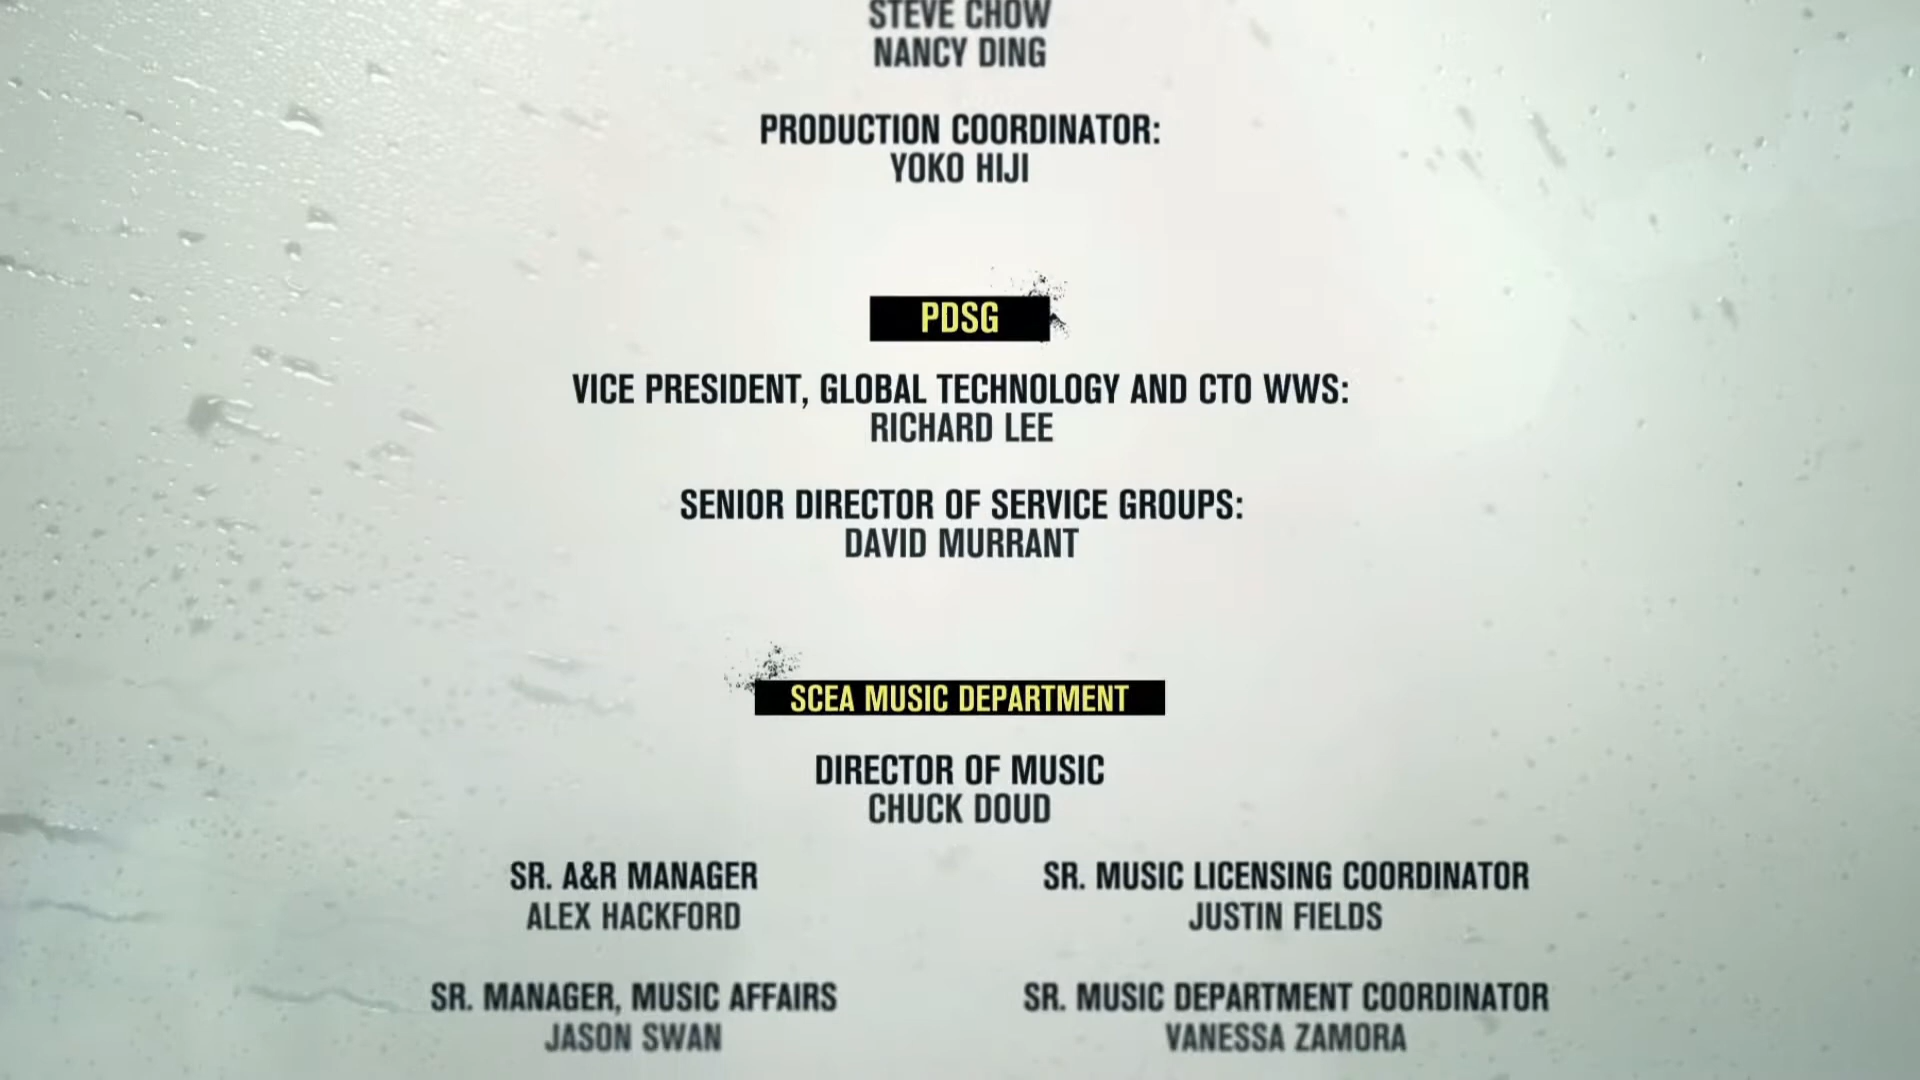 STEVE CHOW
NANCY DING
PRODUCTION COORDINATOR:
YOKO HIJI
PDSG
VICE PRESIDENT, GLOBAL TECHNOLOGY AND CTO WWS:
RICHARD LEE
SENIOR DIRECTOR OF SERVICE GROUPS:
DAVID MURRANT
SCEA MUSIC DEPARTMENT
DIRECTOR OF MUSIC
CHUCK DOUD
SR. A&R MANAGER
ALEX HACKFORD
SR. MUSIC LICENSING COORDINATOR
JUSTIN FIELDS
SR. MANAGER, MUSIC AFFAIRS
JASON SWAN
SR. MUSIC DEPARTMENT COORDINATOR
VANESSA ZAMORA